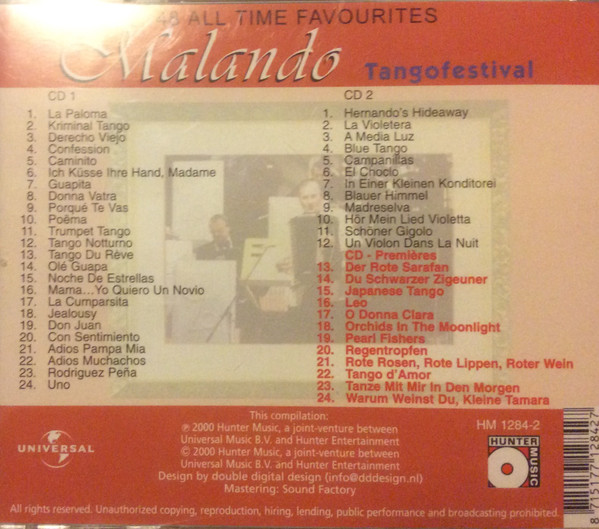 48 ALL TIME FAVOURITES
Malando Tangofestival
CD 1
1. La Paloma
2. Kriminal Tango
3. Derecho Viejo
4. Confession
5. Caminito
6. Ich Küsse Ihre Hand, Madame
7. Guapita
8. Donna Vatra
9. Porqué Te Vas
10. Poëma
11. Trumpet Tango
12. Tango Notturno
13. Tango Du Rêve
14. Olé Guapa
15. Noche De Estrellas
16. Mama...Yo Quiero Un Novio
17. La Cumparsita
18. Jealousy
19. Don Juan
20. Con Sentimiento
21. Adios Pampa Mia
22. Adios Muchachos
23. Rodriguez Peña
24. Uno
CD 2
1. Hernando's Hideaway
2. La Violetera
3. A Media Luz
4. Blue Tango
5. Campanillas
6. El Choclo
7. In Einer Kleinen Konditorei
8. Blauer Himmel
9. Madreselva
10. Hör Mein Lied Violetta
11. Schöner Gigolo
12. Un Violon Dans La Nuit
CD - Premières
13. Der Rote Sarafan
14. Du Schwarzer Zigeuner
15. Japanese Tango
16. Leo
17. O Donna Clara
18. Orchids In The Moonlight
19. Pearl Fishers
20. Regentropfen
21. Rote Rosen, Rote Lippen, Roter Wein
22. Tango d'Amor
23. Tanze Mit Mir In Den Morgen
24. Warum Weinst Du, Kleine Tamara
This compilation:
℗ 2000 Hunter Music, a joint-venture between
Universal Music B.V. and Hunter Entertainment
© 2000 Hunter Music, a joint-venture between
Universal Music B.V. and Hunter Entertainment
Design by double digital design (info@dddesign.nl)
Mastering: Sound Factory
UNIVERSAL
HM 1284-2
HUNTER
MUSIC
8 715177 128427
All rights reserved. Unauthorized copying, reproduction, hiring, lending, public performance and broadcasting prohibited.